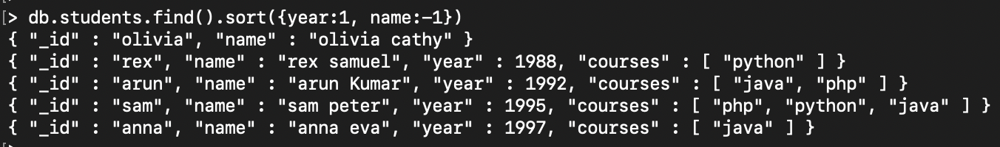 [> db.students.find().sort({year:1, name:-1})
{ "_id" : "olivia", "name" : "olivia cathy" }
{ "_id" : "rex", "name" : "rex samuel", "year" : 1988, "courses" : [ "python" ] }
{ "_id" : "arun", "name" : "arun Kumar", "year" : 1992, "courses" : [ "java", "php" ] }
{ "_id" : "sam", "name" : "sam peter", "year" : 1995, "courses" : [ "php", "python", "java" ] }
{ "_id" : "anna", "name" : "anna eva", "year" : 1997, "courses" : [ "java" ] }